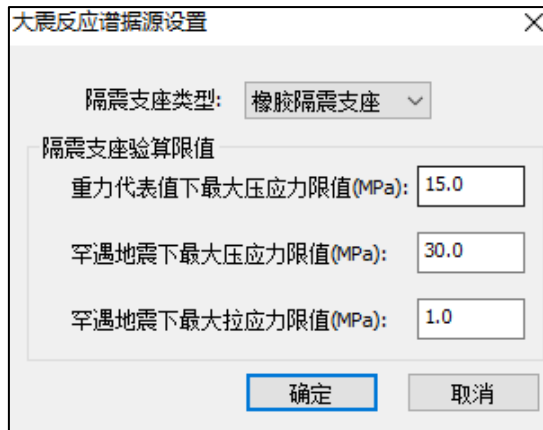 大震反应谱据源设置
隔震支座类型: 橡胶隔震支座
隔震支座验算限值
重力代表值下最大压应力限值(MPa): 15.0
罕遇地震下最大压应力限值(MPa): 30.0
罕遇地震下最大拉应力限值(MPa): 1.0
确定 取消